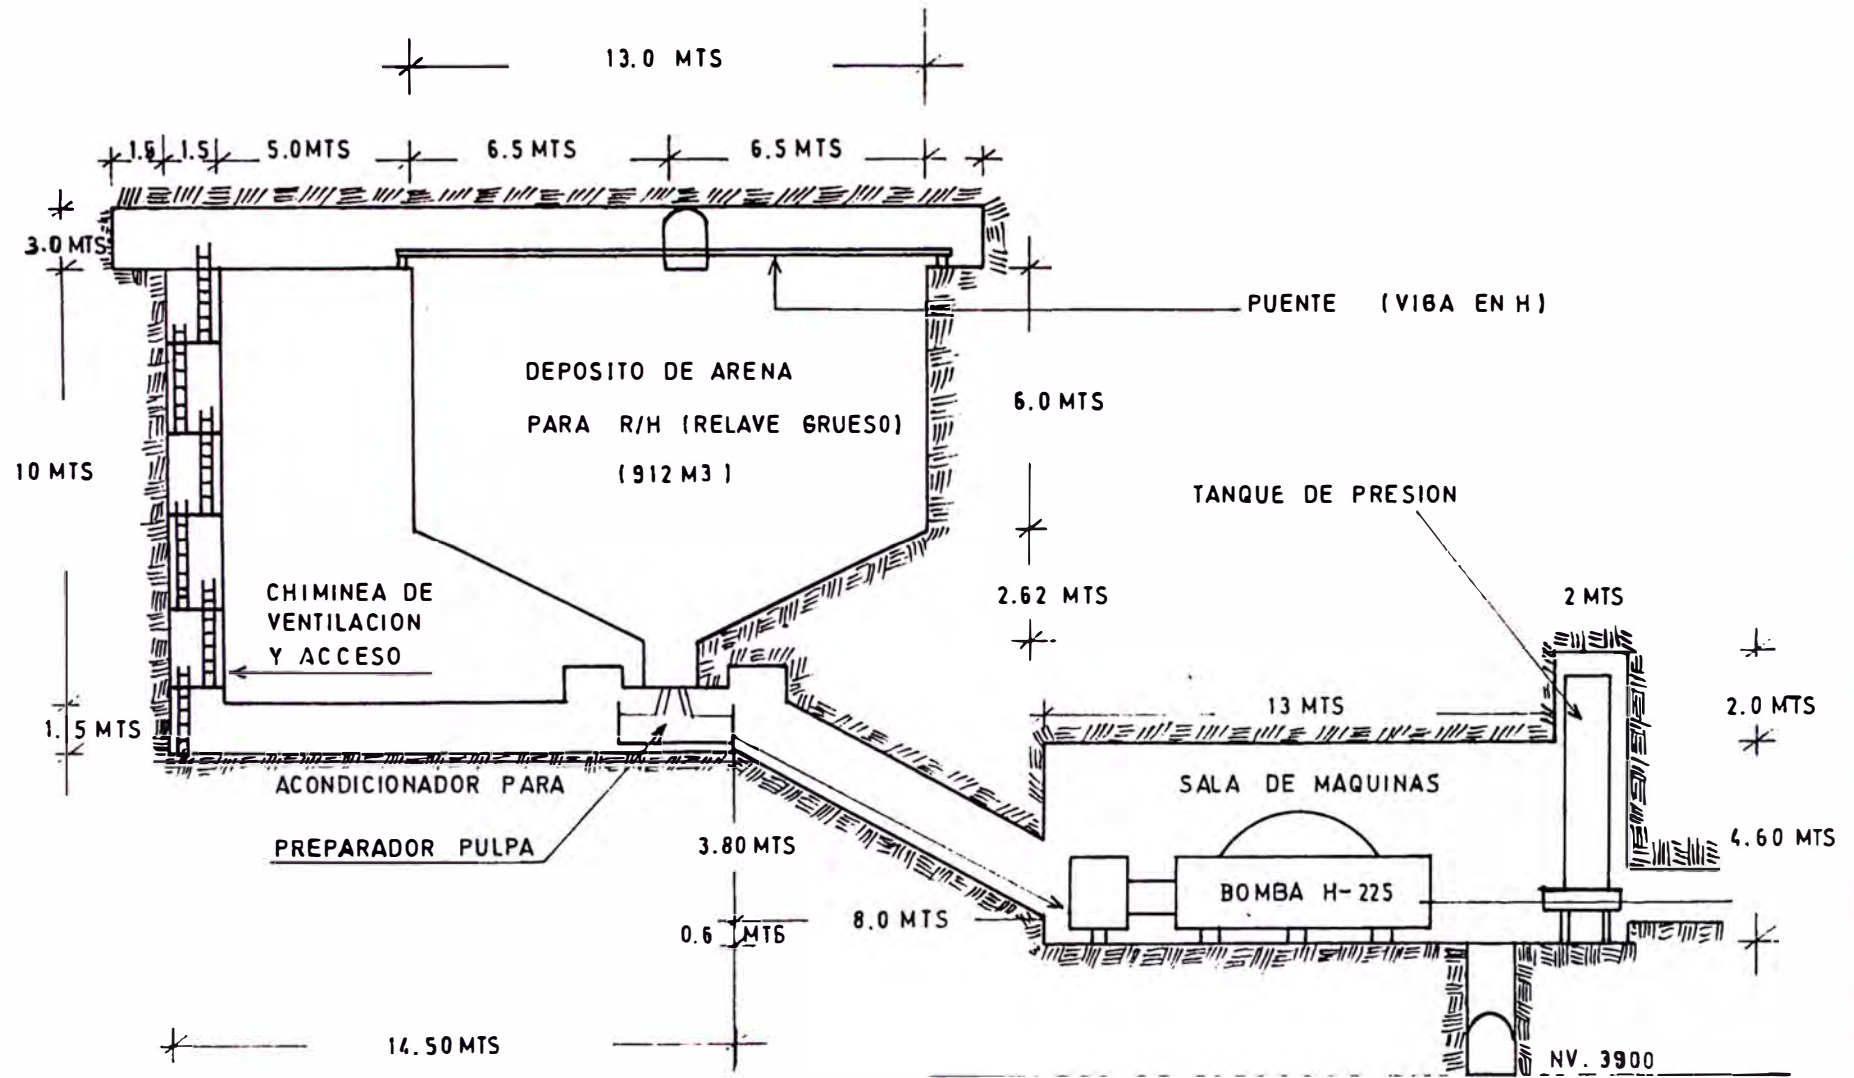 13.0 MTS
1.5 1.5 5.0MTS 6.5 MTS 6.5 MTS
3.0 MTS
PUENTE (VIGA EN H)
DEPOSITO DE ARENA
PARA R/H (RELAVE GRUESO)
(912 M3)
6.0 MTS
10 MTS
TANQUE DE PRESION
CHIMINEA DE
VENTILACION
Y ACCESO
2.62 MTS
2 MTS
1.5 MTS
13 MTS
2.0 MTS
ACONDICIONADOR PARA
PREPARADOR PULPA
SALA DE MAQUINAS
3.80 MTS
4.60 MTS
BOMBA H-225
8.0 MTS
0.6 MTS
14.50 MTS
NV. 3900